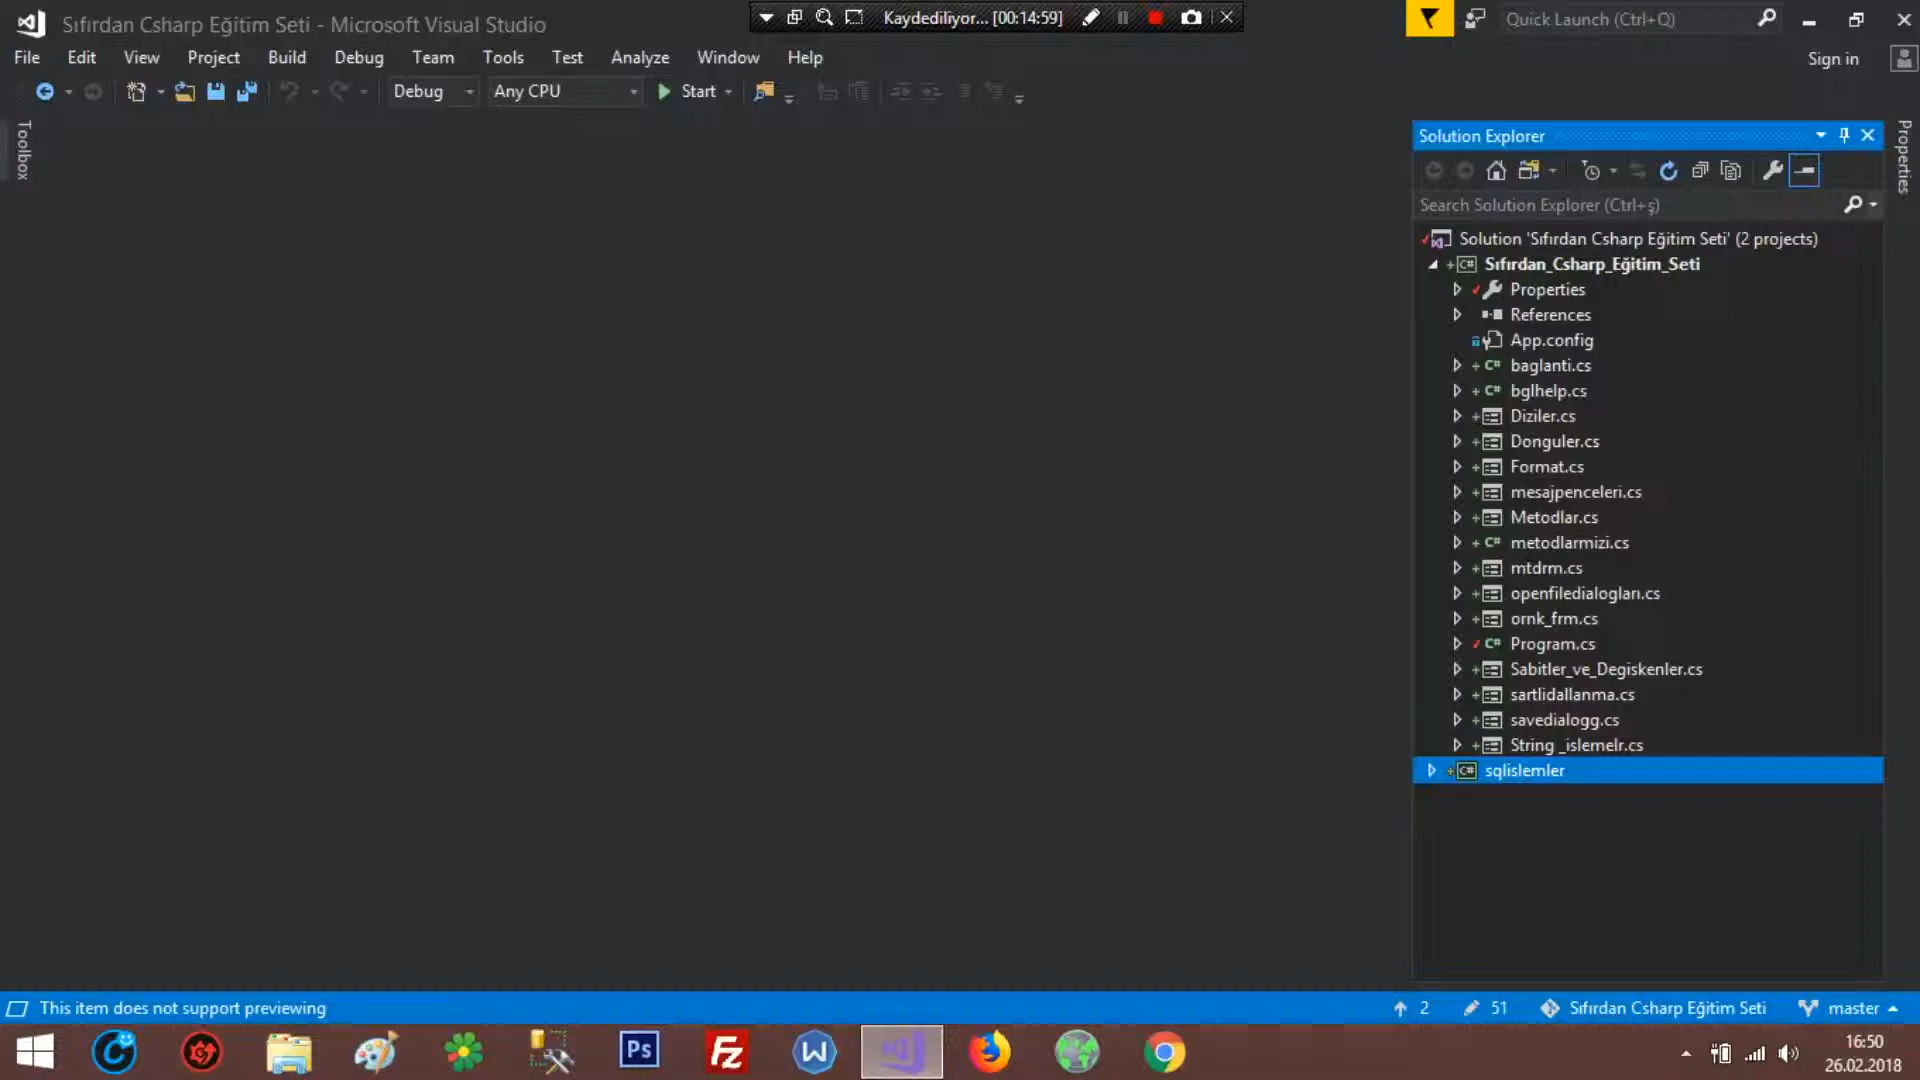 Sıfırdan Csharp Eğitim Seti - Microsoft Visual Studio
Kaydediliyor... [00:14:59]
Quick Launch (Ctrl+Q)
File Edit View Project Build Debug Team Tools Test Analyze Window Help
Sign in
Debug Any CPU Start
Toolbox
Properties
Solution Explorer
Search Solution Explorer (Ctrl+ş)
Solution 'Sıfırdan Csharp Eğitim Seti' (2 projects)
Sıfırdan_Csharp_Eğitim_Seti
Properties
References
App.config
baglanti.cs
bglhelp.cs
Diziler.cs
Donguler.cs
Format.cs
mesajpenceleri.cs
Metodlar.cs
metodlarmizi.cs
mtdrm.cs
openfiledialogları.cs
ornk_frm.cs
Program.cs
Sabitler_ve_Degiskenler.cs
sartlidallanma.cs
savedialogg.cs
String _islemelr.cs
sqlislemler
This item does not support previewing
2 51 Sıfırdan Csharp Eğitim Seti master
Ps
Fz
W
16:50
26.02.2018